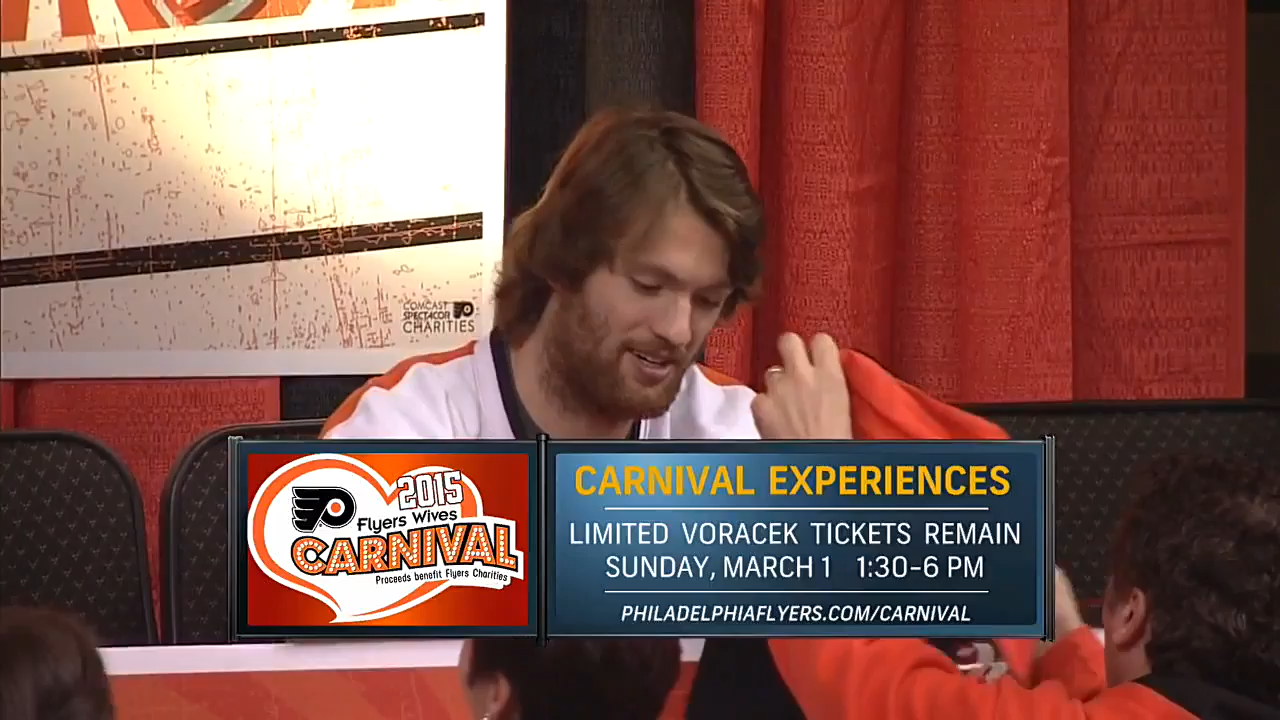 COMCAST
SPECTACOR
CHARITIES
2015
Flyers Wives
CARNIVAL
Proceeds benefit Flyers Charities
CARNIVAL EXPERIENCES
LIMITED VORACEK TICKETS REMAIN
SUNDAY, MARCH 1 1:30-6 PM
PHILADELPHIAFLYERS.COM/CARNIVAL